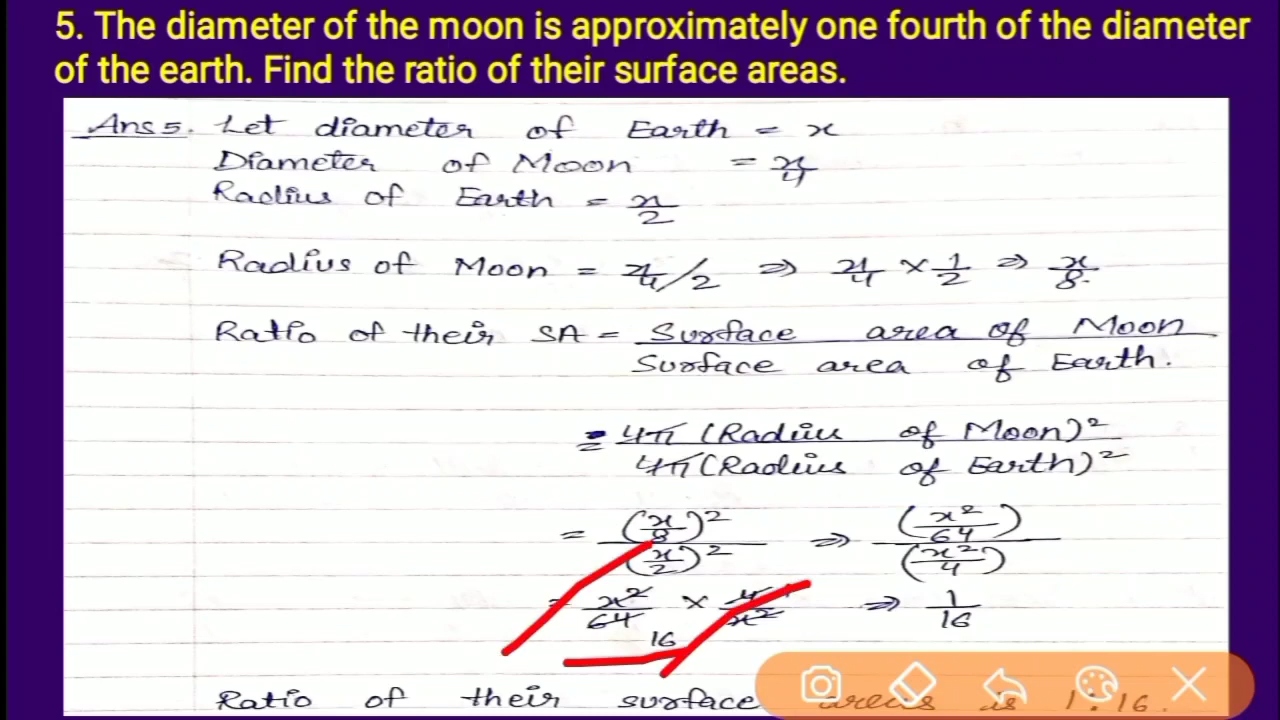 5. The diameter of the moon is approximately one fourth of the diameter
of the earth. Find the ratio of their surface areas.
Ans 5. Let diameter of Earth = x
Diameter of Moon = x/4
Radius of Earth = x/2
Radius of Moon = x/4 / 2 ⇒ x/4 × 1/2 ⇒ x/8
Ratio of their SA = Surface area of Moon
Surface area of Earth.
= 4π (Radius of Moon)²
4π (Radius of Earth)²
= (x/8)² / (x/2)² ⇒ (x²/64) / (x²/4)
= x²/64 × 4/x² ⇒ 1/16
16
Ratio of their surface areas is 1:16.